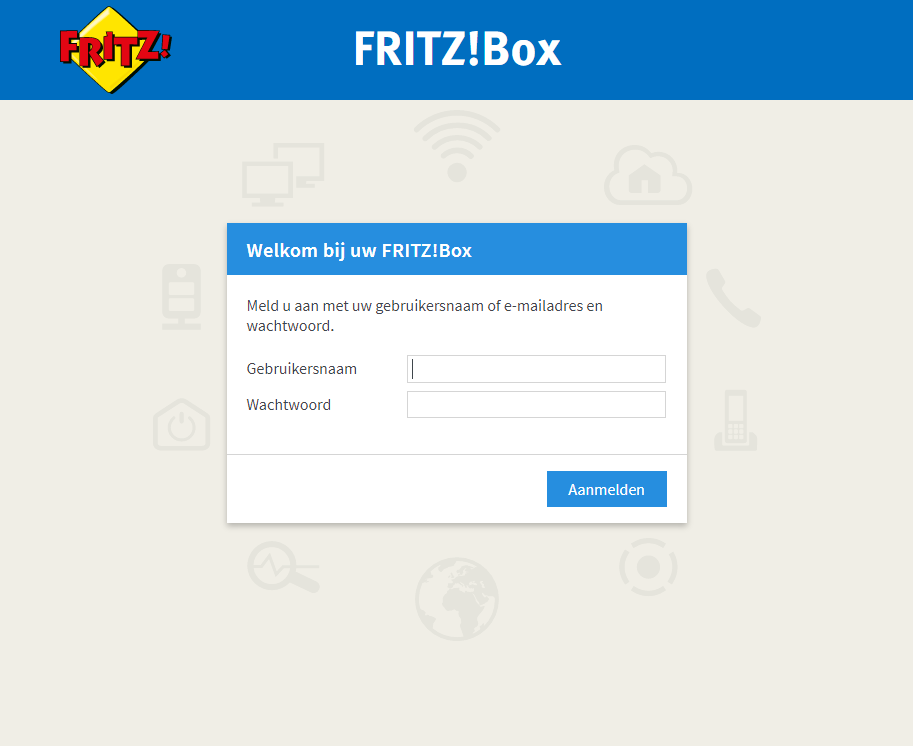 FRITZ!
FRITZ!Box
Welkom bij uw FRITZ!Box
Meld u aan met uw gebruikersnaam of e-mailadres en
wachtwoord.
Gebruikersnaam
Wachtwoord
Aanmelden